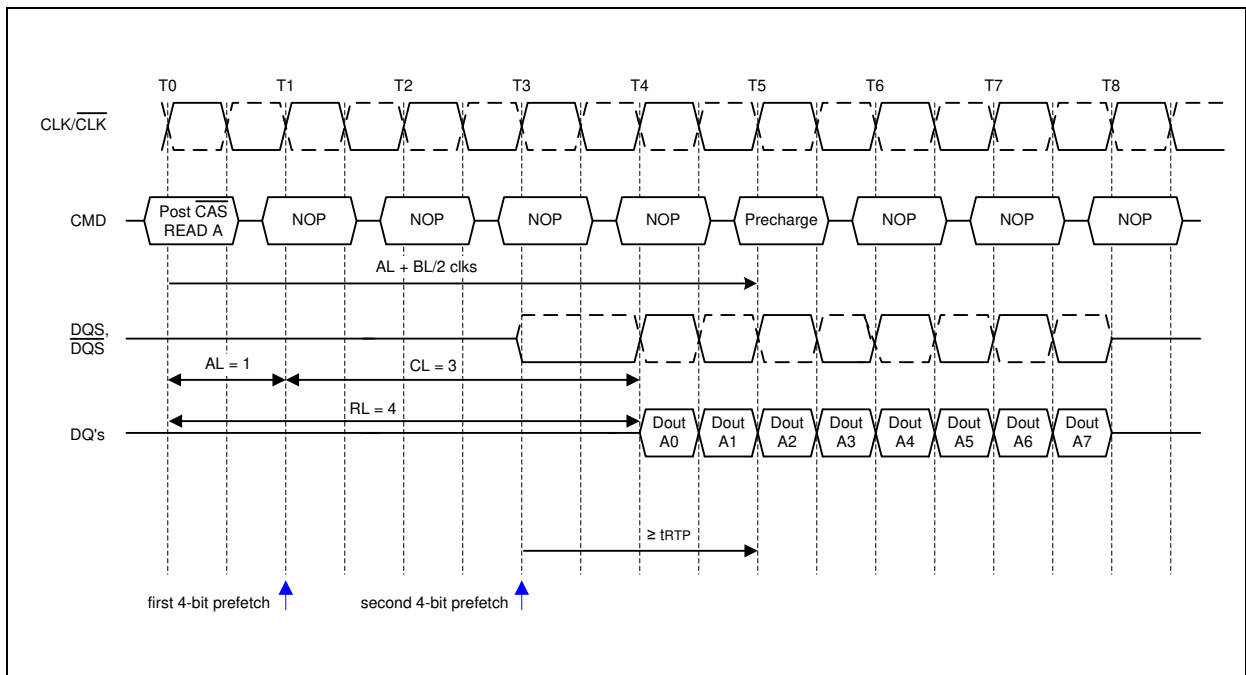 T0 T1 T2 T3 T4 T5 T6 T7 T8
CLK/CLK
CMD
Post CAS
READ A
NOP NOP NOP NOP Precharge NOP NOP NOP
AL + BL/2 clks
DQS,
DQS
AL = 1
CL = 3
RL = 4
DQ's
Dout
A0
Dout
A1
Dout
A2
Dout
A3
Dout
A4
Dout
A5
Dout
A6
Dout
A7
≥ tRTP
first 4-bit prefetch
second 4-bit prefetch